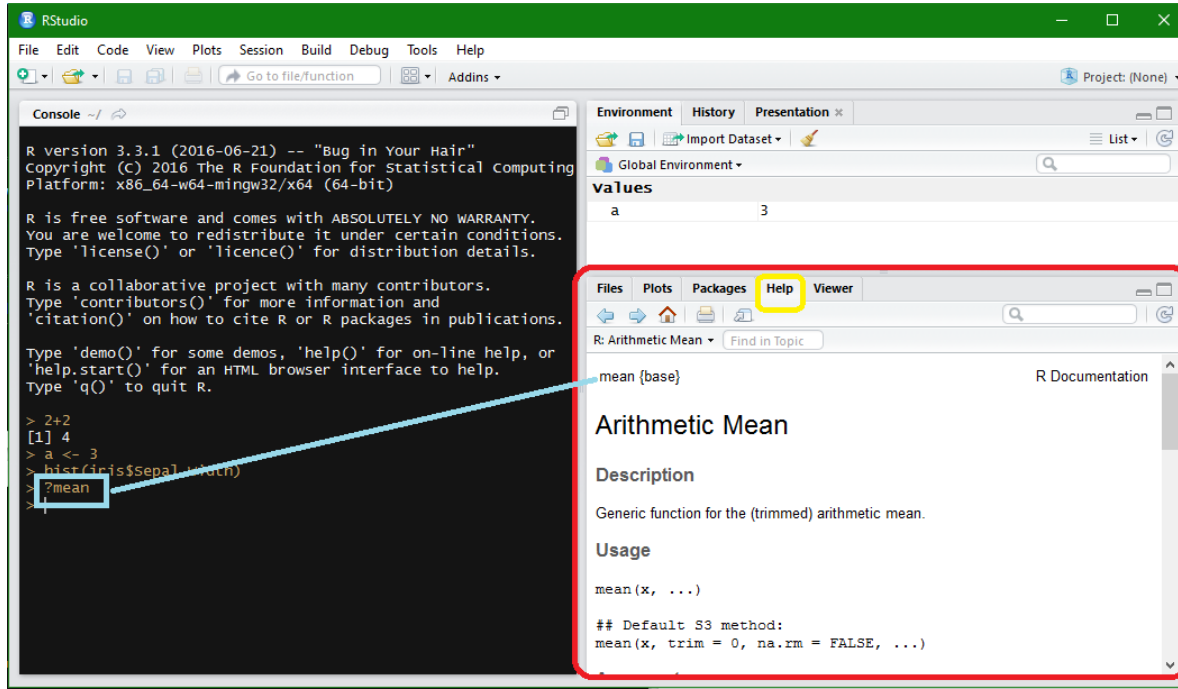 RStudio
File Edit Code View Plots Session Build Debug Tools Help
Go to file/function Addins Project: (None)
Console ~/
R version 3.3.1 (2016-06-21) -- "Bug in Your Hair"
Copyright (C) 2016 The R Foundation for Statistical Computing
Platform: x86_64-w64-mingw32/x64 (64-bit)
R is free software and comes with ABSOLUTELY NO WARRANTY.
You are welcome to redistribute it under certain conditions.
Type 'license()' or 'licence()' for distribution details.
R is a collaborative project with many contributors.
Type 'contributors()' for more information and
'citation()' on how to cite R or R packages in publications.
Type 'demo()' for some demos, 'help()' for on-line help, or
'help.start()' for an HTML browser interface to help.
Type 'q()' to quit R.
> 2+2
[1] 4
> a <- 3
> hist(iris$Sepal.Width)
> ?mean
>
Environment History Presentation
Import Dataset List
Global Environment
Values
a 3
Files Plots Packages Help Viewer
R: Arithmetic Mean Find in Topic
mean {base} R Documentation
Arithmetic Mean
Description
Generic function for the (trimmed) arithmetic mean.
Usage
mean(x, ...)
## Default S3 method:
mean(x, trim = 0, na.rm = FALSE, ...)